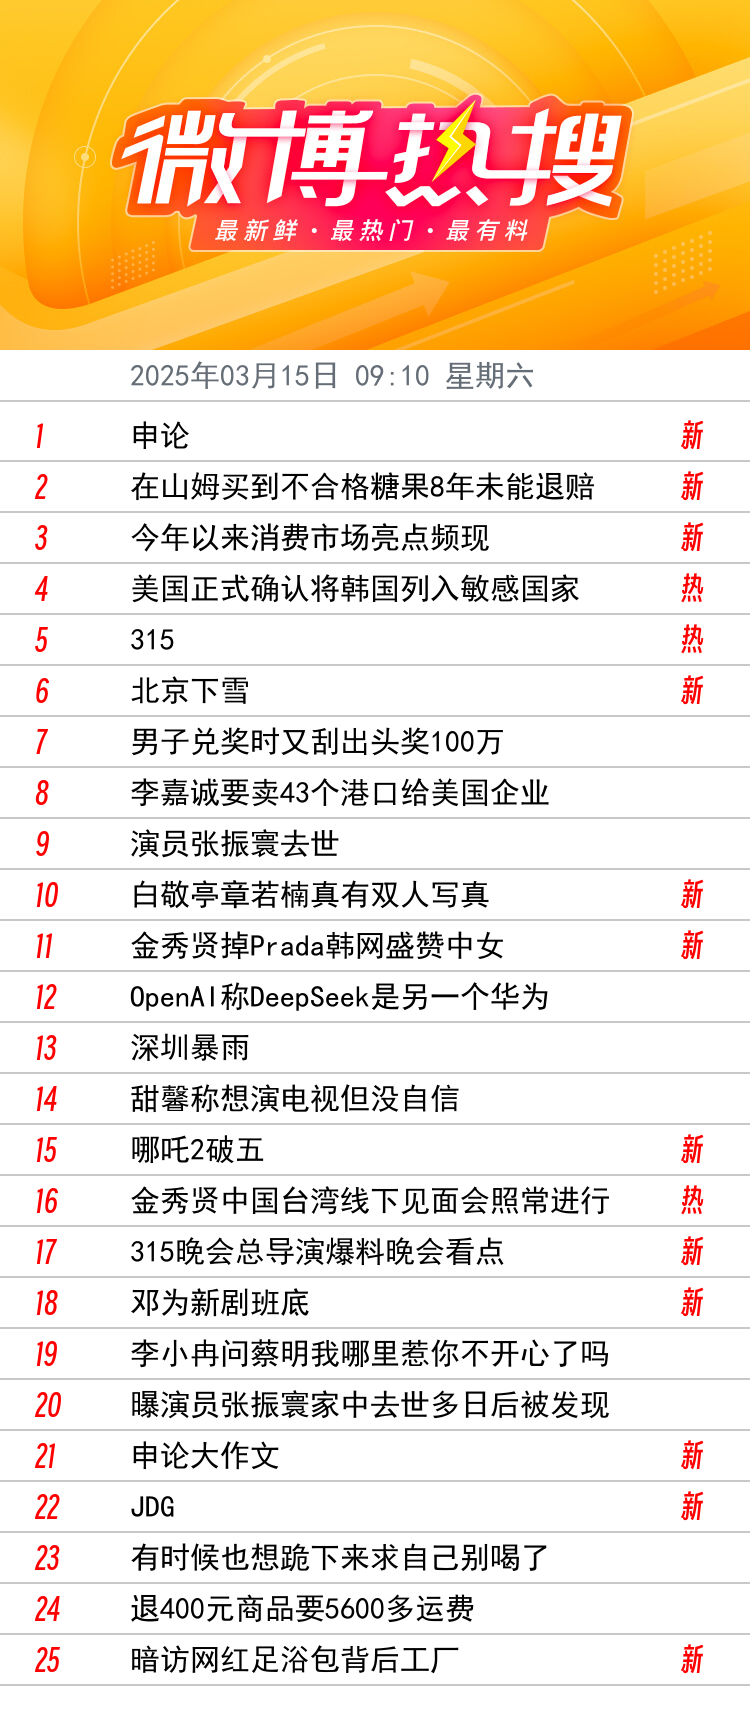 微博热搜
最新鲜·最热门·最有料
2025年03月15日 09:10 星期六
1 申论 新
2 在山姆买到不合格糖果8年未能退赔 新
3 今年以来消费市场亮点频现 新
4 美国正式确认将韩国列入敏感国家 热
5 315 热
6 北京下雪 新
7 男子兑奖时又刮出头奖100万
8 李嘉诚要卖43个港口给美国企业
9 演员张振寰去世
10 白敬亭章若楠真有双人写真 新
11 金秀贤掉Prada韩网盛赞中女 新
12 OpenAI称DeepSeek是另一个华为
13 深圳暴雨
14 甜馨称想演电视但没自信
15 哪吒2破五 新
16 金秀贤中国台湾线下见面会照常进行 热
17 315晚会总导演爆料晚会看点 新
18 邓为新剧班底 新
19 李小冉问蔡明我哪里惹你不开心了吗
20 曝演员张振寰家中去世多日后被发现
21 申论大作文 新
22 JDG 新
23 有时候也想跪下来求自己别喝了
24 退400元商品要5600多运费
25 暗访网红足浴包背后工厂 新